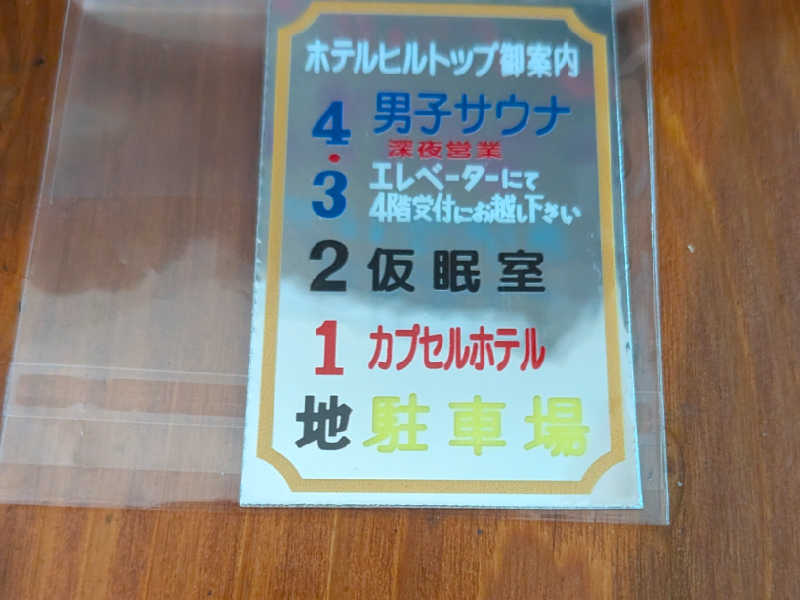 ホテルヒルトップ御案内
4・3 男子サウナ
深夜営業
エレベーターにて
4階受付にお越し下さい
2 仮眠室
1 カプセルホテル
地 駐車場